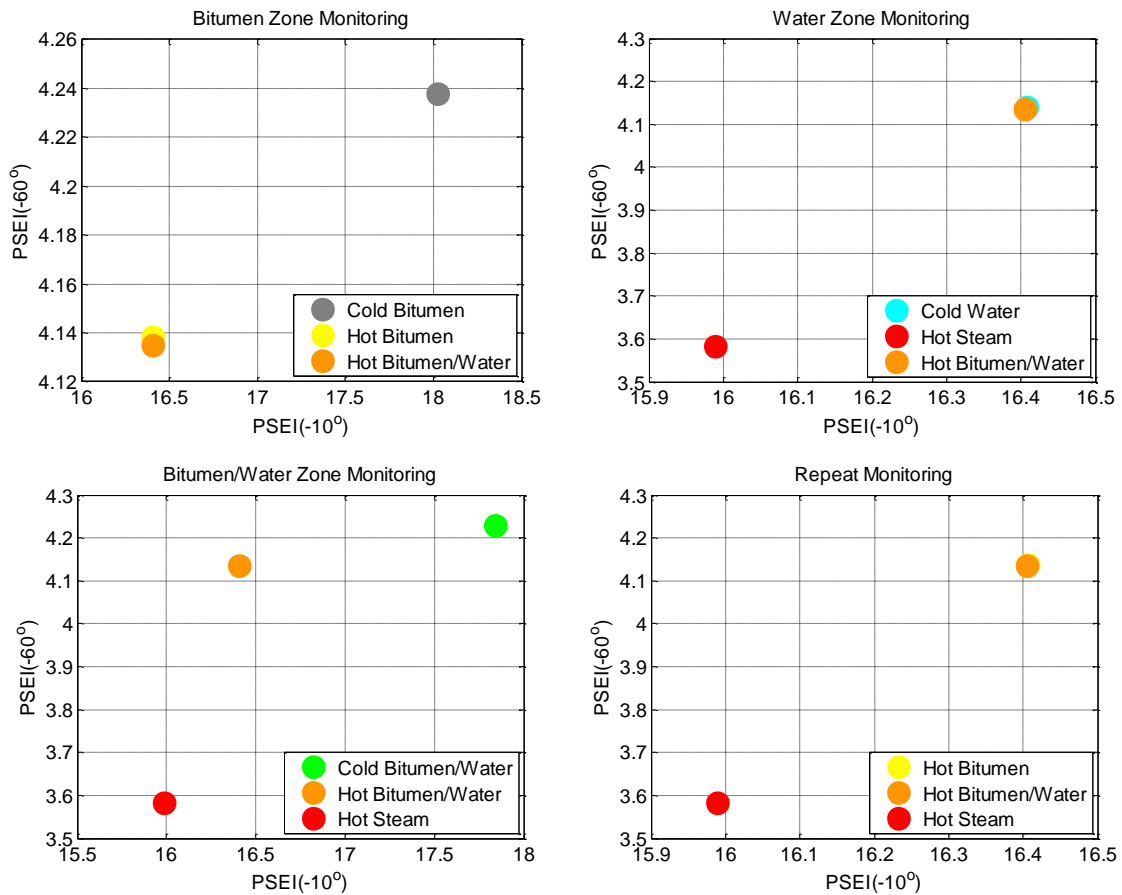 Bitumen Zone Monitoring
4.26
4.24
4.22
4.2
4.18
4.16
4.14
4.12
PSEI(-60°)
Cold Bitumen
Hot Bitumen
Hot Bitumen/Water
16 16.5 17 17.5 18 18.5
PSEI(-10°)
Water Zone Monitoring
4.3
4.2
4.1
4
3.9
3.8
3.7
3.6
3.5
PSEI(-60°)
Cold Water
Hot Steam
Hot Bitumen/Water
15.9 16 16.1 16.2 16.3 16.4 16.5
PSEI(-10°)
Bitumen/Water Zone Monitoring
4.3
4.2
4.1
4
3.9
3.8
3.7
3.6
3.5
PSEI(-60°)
Cold Bitumen/Water
Hot Bitumen/Water
Hot Steam
15.5 16 16.5 17 17.5 18
PSEI(-10°)
Repeat Monitoring
4.3
4.2
4.1
4
3.9
3.8
3.7
3.6
3.5
PSEI(-60°)
Hot Bitumen
Hot Bitumen/Water
Hot Steam
15.9 16 16.1 16.2 16.3 16.4 16.5
PSEI(-10°)